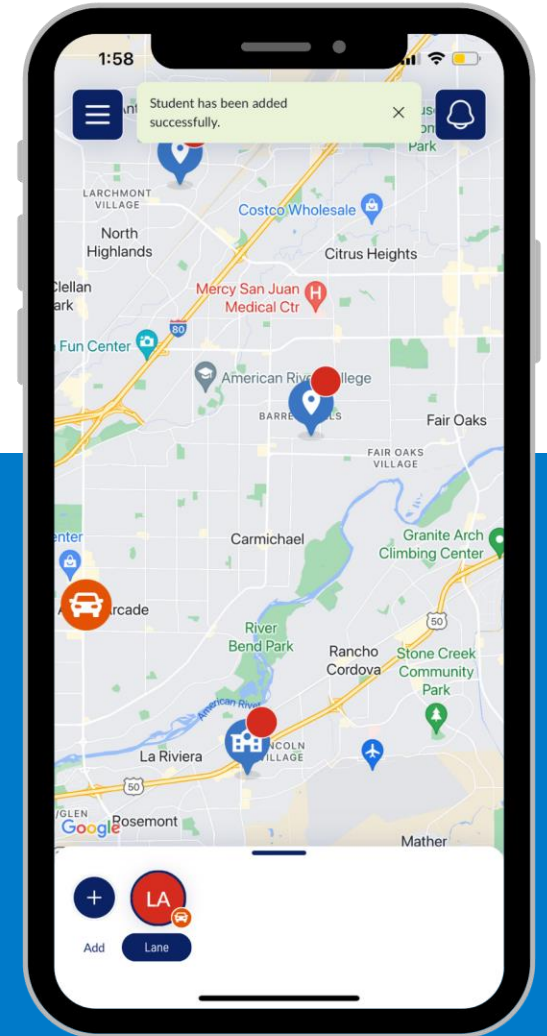 1:58
Student has been added
successfully.
Park
LARCHMONT
VILLAGE
Costco Wholesale
North
Highlands
Citrus Heights
Mercy San Juan
Medical Ctr
H
80
Fun Center
American River College
Fair Oaks
FAIR OAKS
VILLAGE
Carmichael
Granite Arch
Climbing Center
50
River
Bend Park
Rancho
Cordova
Stone Creek
Community
Park
American River
La Riviera
VILLAGE
50
Google
Rosemont
Mather
LA
Add
Lane